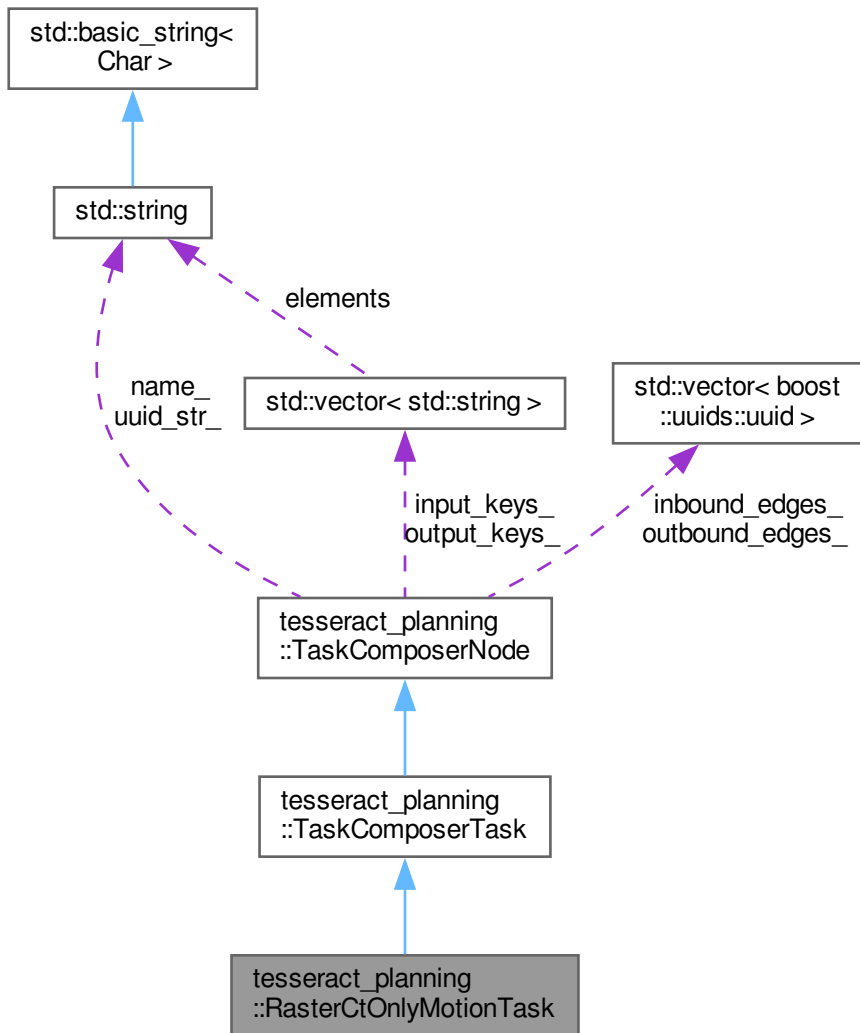 std::basic_string<
Char >
std::string
elements
name_
uuid_str_
std::vector< std::string >
std::vector< boost
::uuids::uuid >
input_keys_
output_keys_
inbound_edges_
outbound_edges_
tesseract_planning
::TaskComposerNode
tesseract_planning
::TaskComposerTask
tesseract_planning
::RasterCtOnlyMotionTask